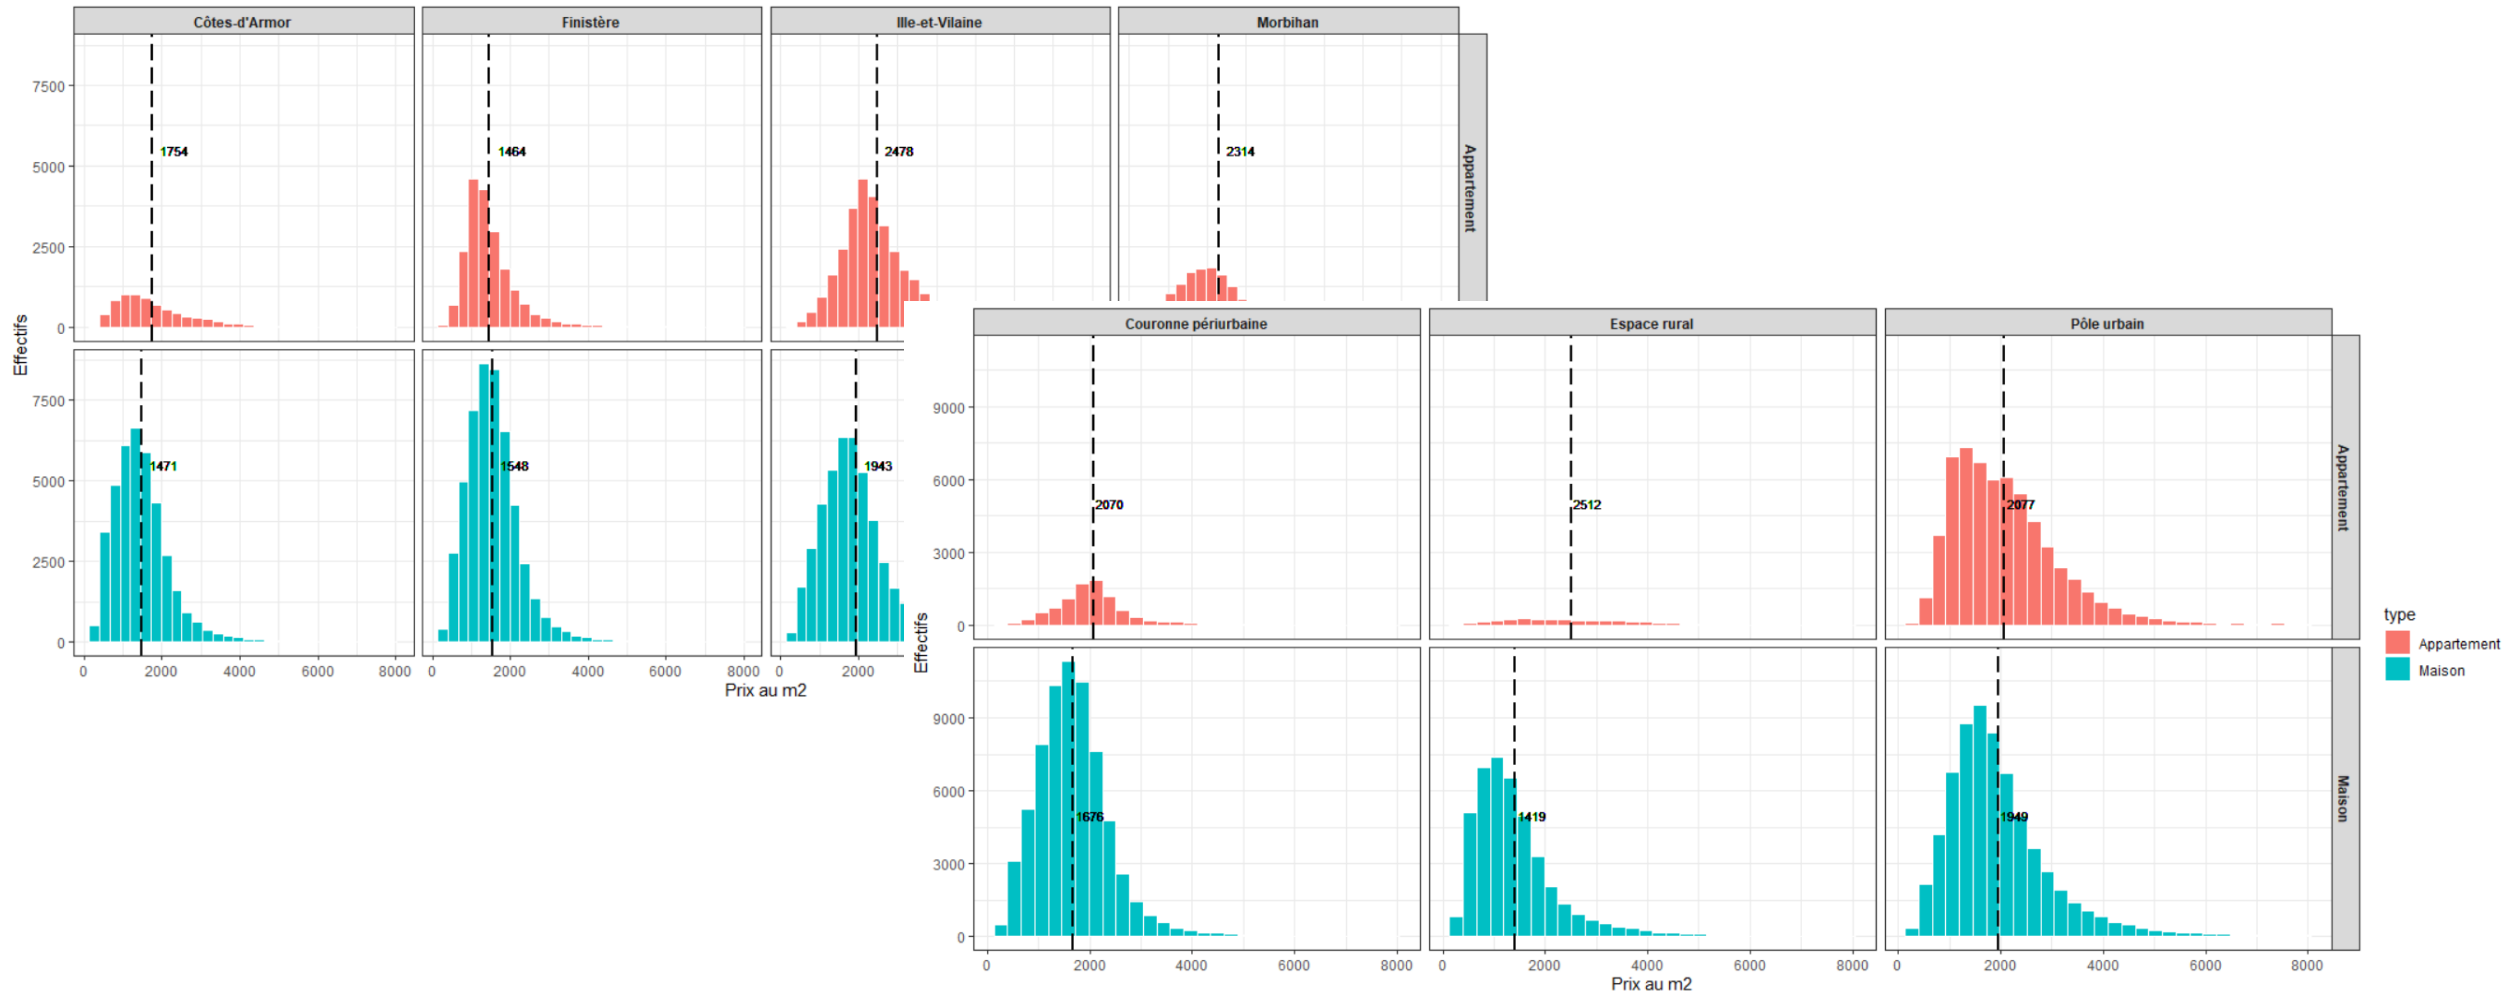 Côtes-d'Armor Finistère Ille-et-Vilaine Morbihan
Appartement
Effectifs
7500
5000
2500
0
1754 1464 2478 2314
7500
5000
2500
0
1471 1548 1943
0 2000 4000 6000 8000 0 2000 4000 6000 8000 0 2000
Prix au m2
Couronne périurbaine Espace rural Pôle urbain
Appartement
Effectifs
9000
6000
3000
0
2070 2512 2077
Maison
9000
6000
3000
0
1676 1419 1949
0 2000 4000 6000 8000 0 2000 4000 6000 8000 0 2000 4000 6000 8000
Prix au m2
type
Appartement
Maison